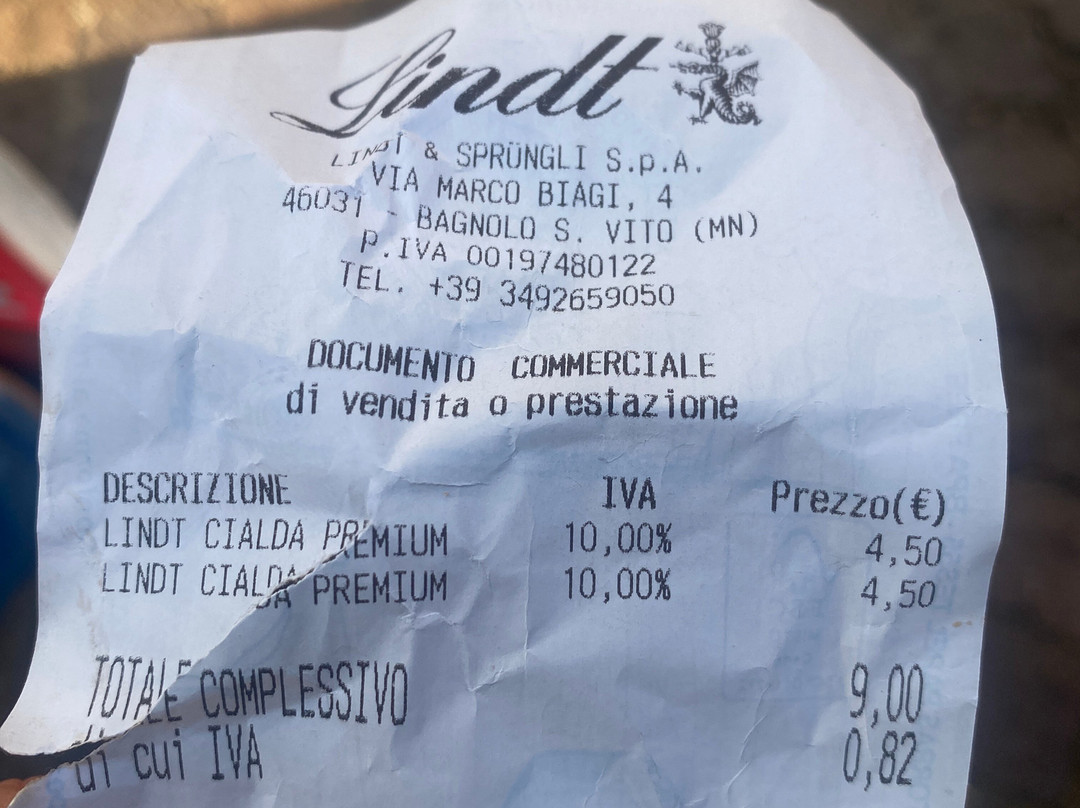 Lindt
LINDT & SPRÜNGLI S.p.A.
VIA MARCO BIAGI, 4
46031 - BAGNOLO S. VITO (MN)
P.IVA 00197480122
TEL. +39 3492659050
DOCUMENTO COMMERCIALE
di vendita o prestazione
DESCRIZIONE IVA Prezzo(€)
LINDT CIALDA PREMIUM 10,00% 4,50
LINDT CIALDA PREMIUM 10,00% 4,50
TOTALE COMPLESSIVO 9,00
di cui IVA 0,82